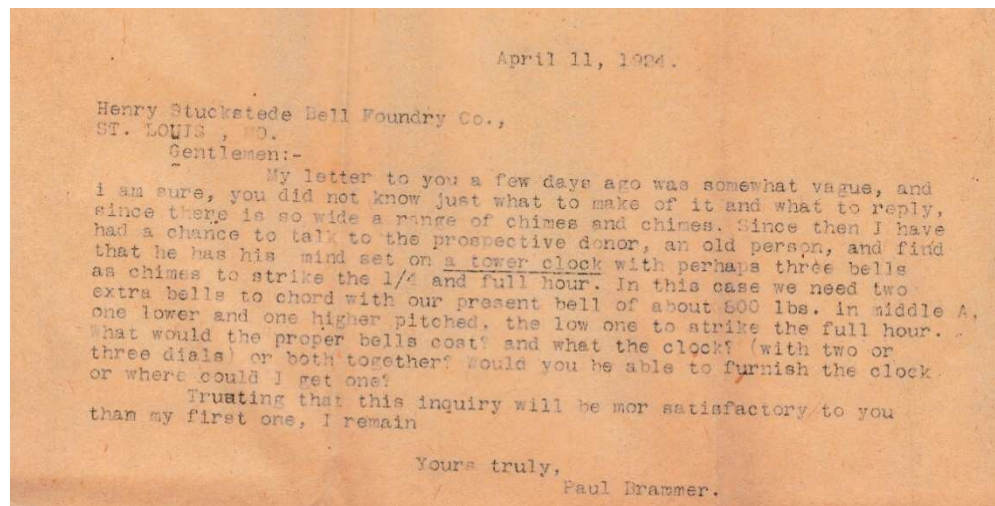 April 11, 1924.
Henry Stuckstede Bell Foundry Co.,
ST. LOUIS , MO.
Gentlemen:-
My letter to you a few days ago was somewhat vague, and
i am sure, you did not know just what to make of it and what to reply,
since there is so wide a range of chimes and chimes. Since then I have
had a chance to talk to the prospective donor, an old person, and find
that he has his mind set on a tower clock with perhaps three bells
as chimes to strike the 1/4 and full hour. In this case we need two
extra bells to chord with our present bell of about 800 lbs. in middle A,
one lower and one higher pitched, the low one to strike the full hour.
What would the proper bells cost? and what the clock? (with two or
three dials) or both together? Would you be able to furnish the clock
or where could I get one?
Trusting that this inquiry will be mor satisfactory to you
tham my first one, I remain
Yours truly,
Paul Brammer.